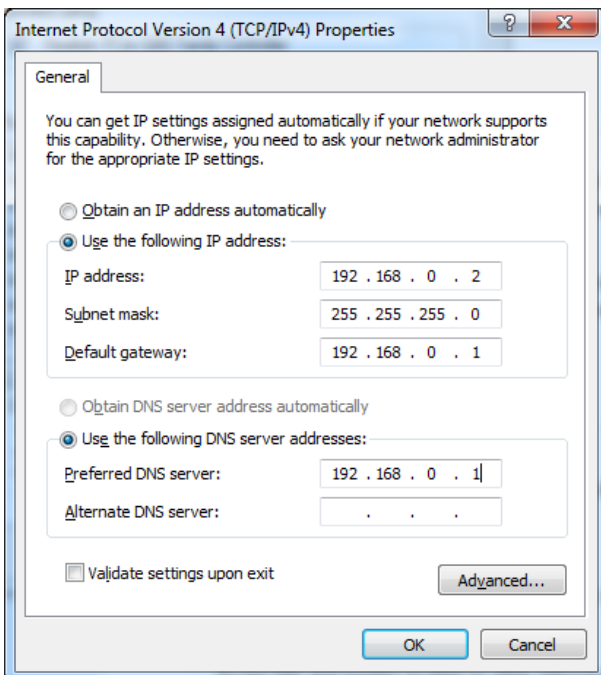 Internet Protocol Version 4 (TCP/IPv4) Properties
General
You can get IP settings assigned automatically if your network supports
this capability. Otherwise, you need to ask your network administrator
for the appropriate IP settings.
Obtain an IP address automatically
Use the following IP address:
IP address: 192 . 168 . 0 . 2
Subnet mask: 255 . 255 . 255 . 0
Default gateway: 192 . 168 . 0 . 1
Obtain DNS server address automatically
Use the following DNS server addresses:
Preferred DNS server: 192 . 168 . 0 . 1
Alternate DNS server: . . .
Validate settings upon exit
Advanced...
OK Cancel